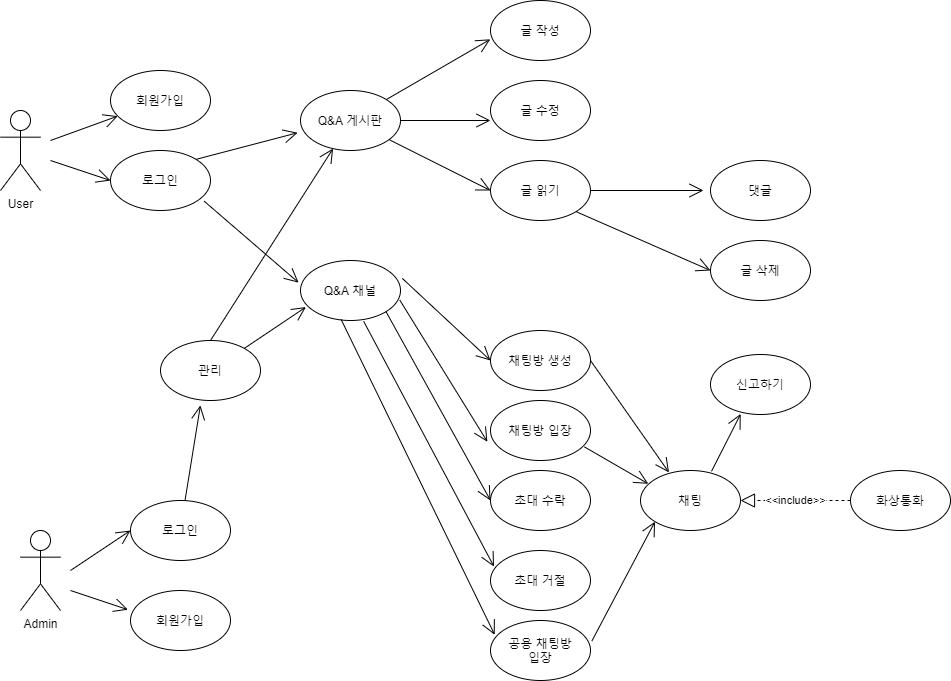 글 작성
회원가입
Q&A 게시판
글 수정
로그인
글 읽기
댓글
User
글 삭제
Q&A 채널
채팅방 생성
관리
신고하기
채팅방 입장
초대 수락
채팅
<<include>>
화상통화
로그인
초대 거절
Admin
회원가입
공용 채팅방
입장